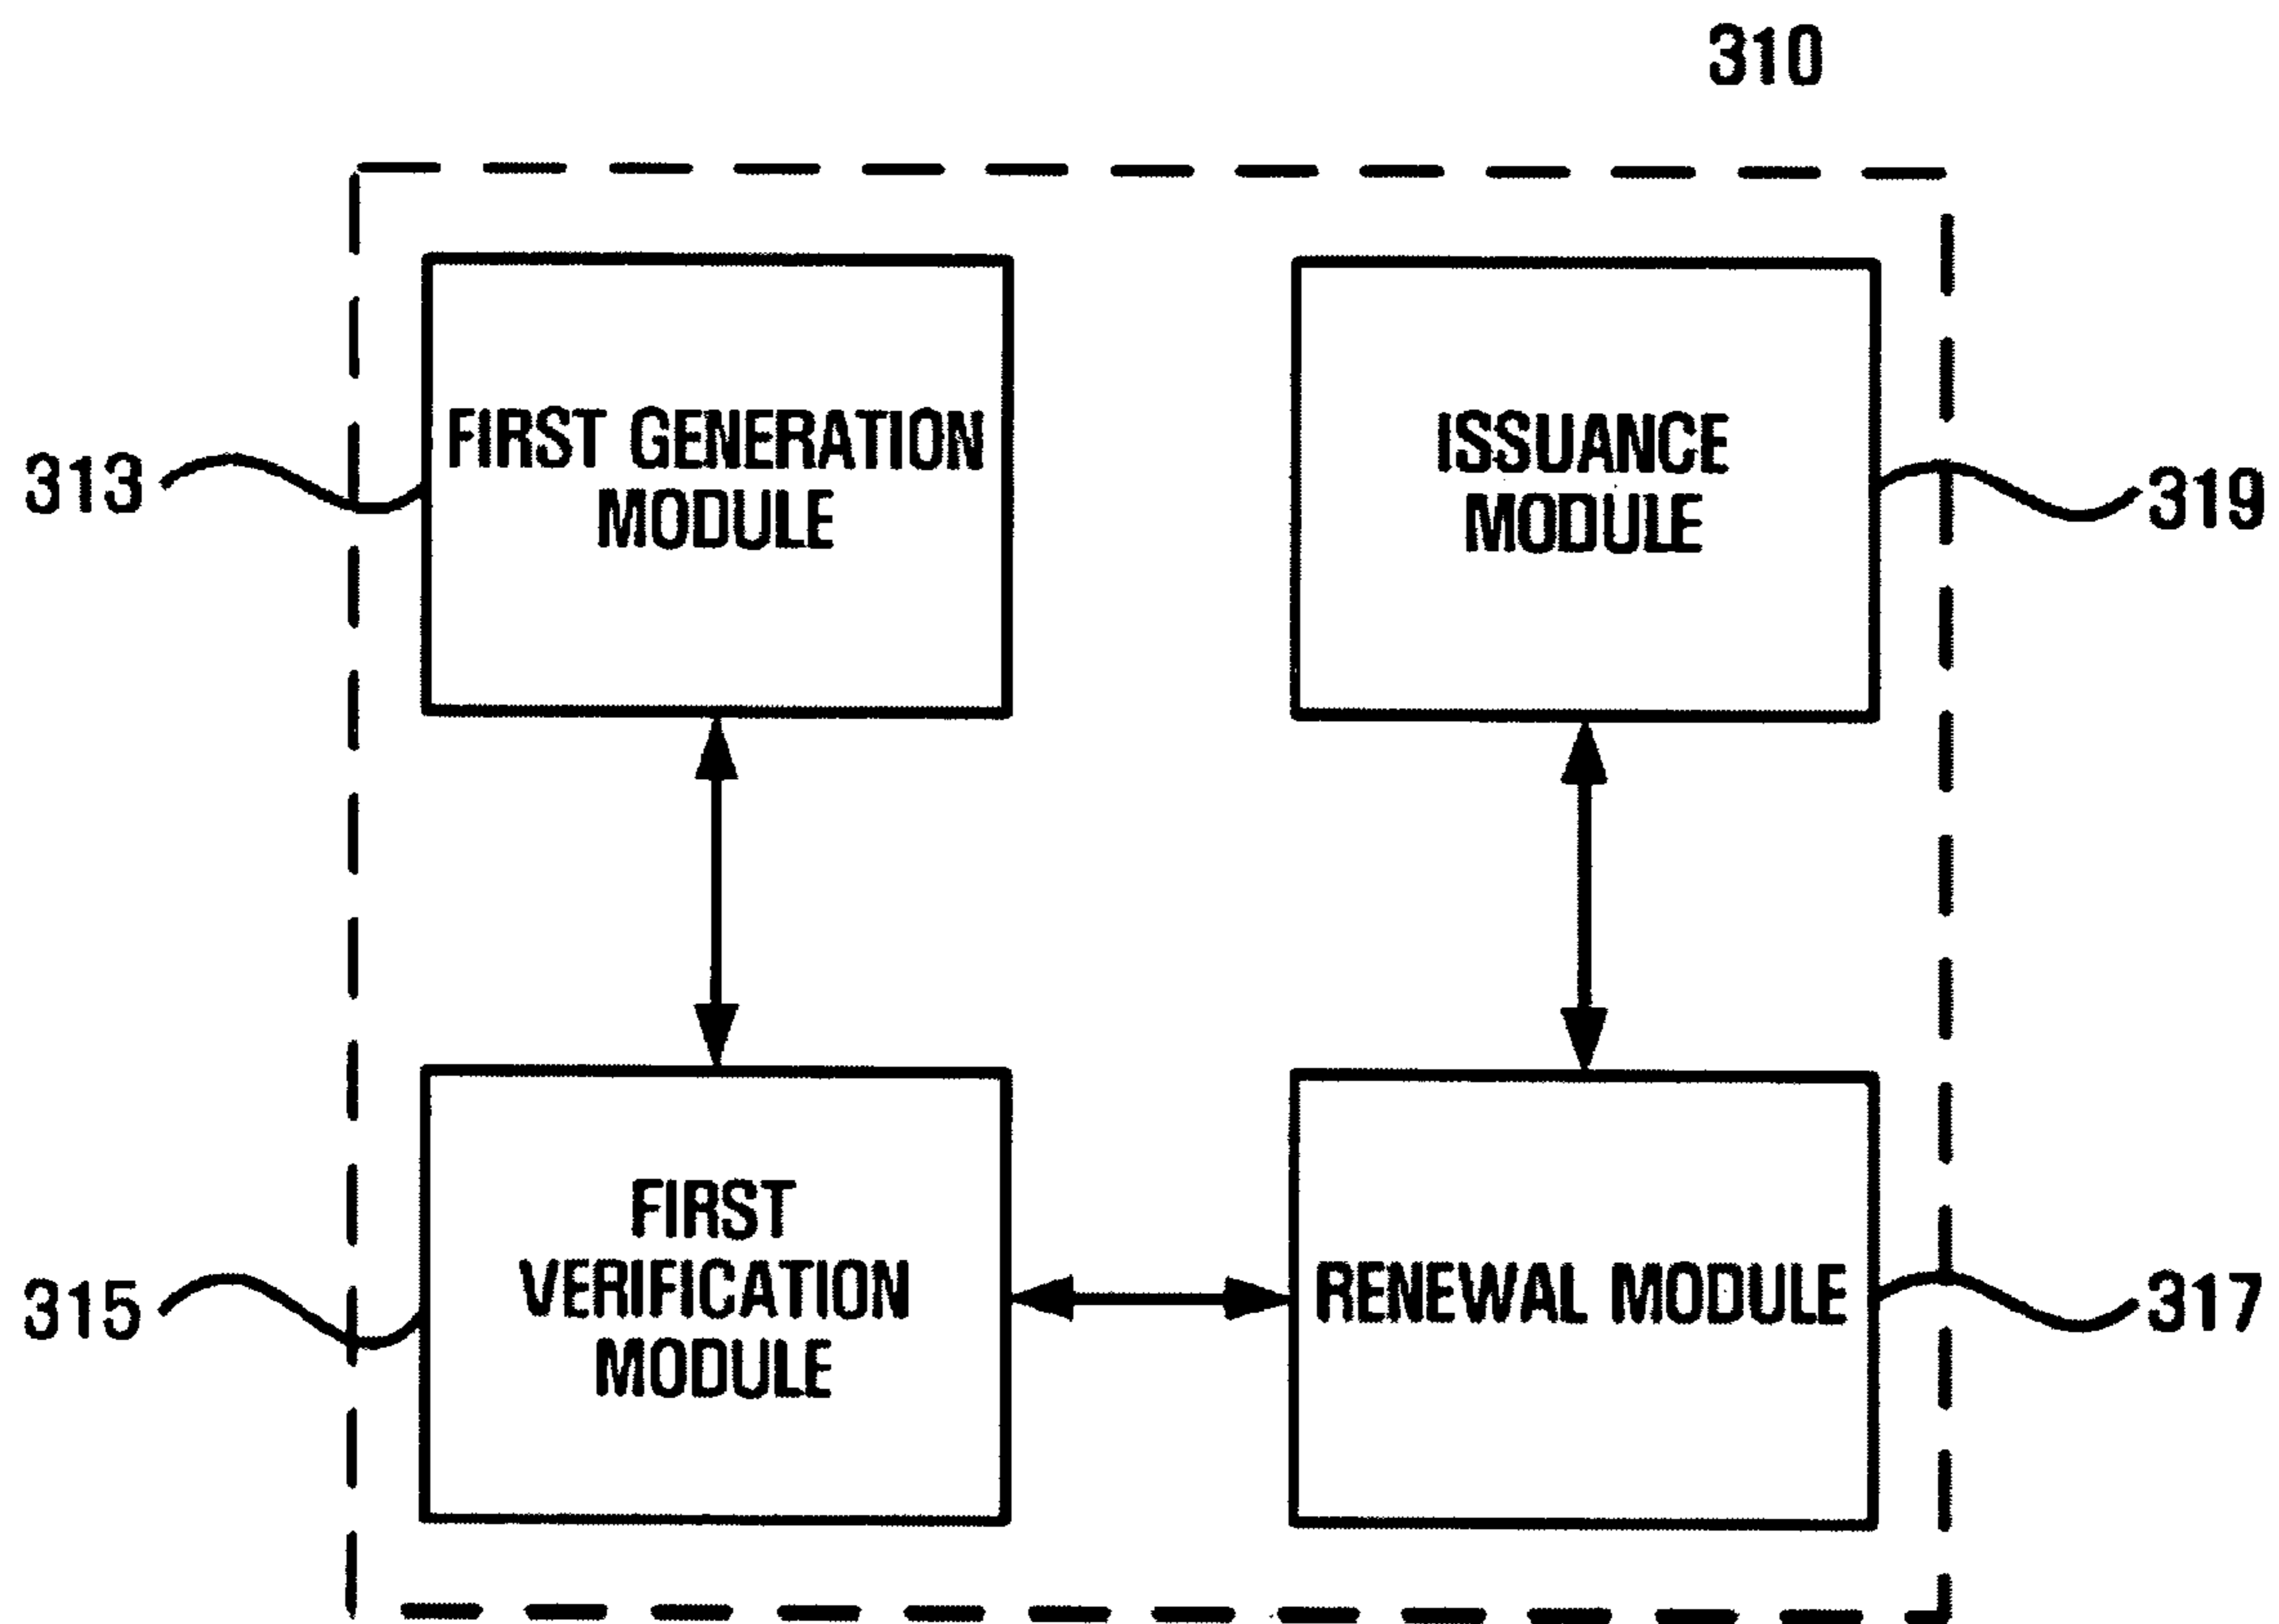 310
FIRST GENERATION
MODULE
ISSUANCE
MODULE
313
319
FIRST
VERIFICATION
MODULE
RENEWAL MODULE
315
317